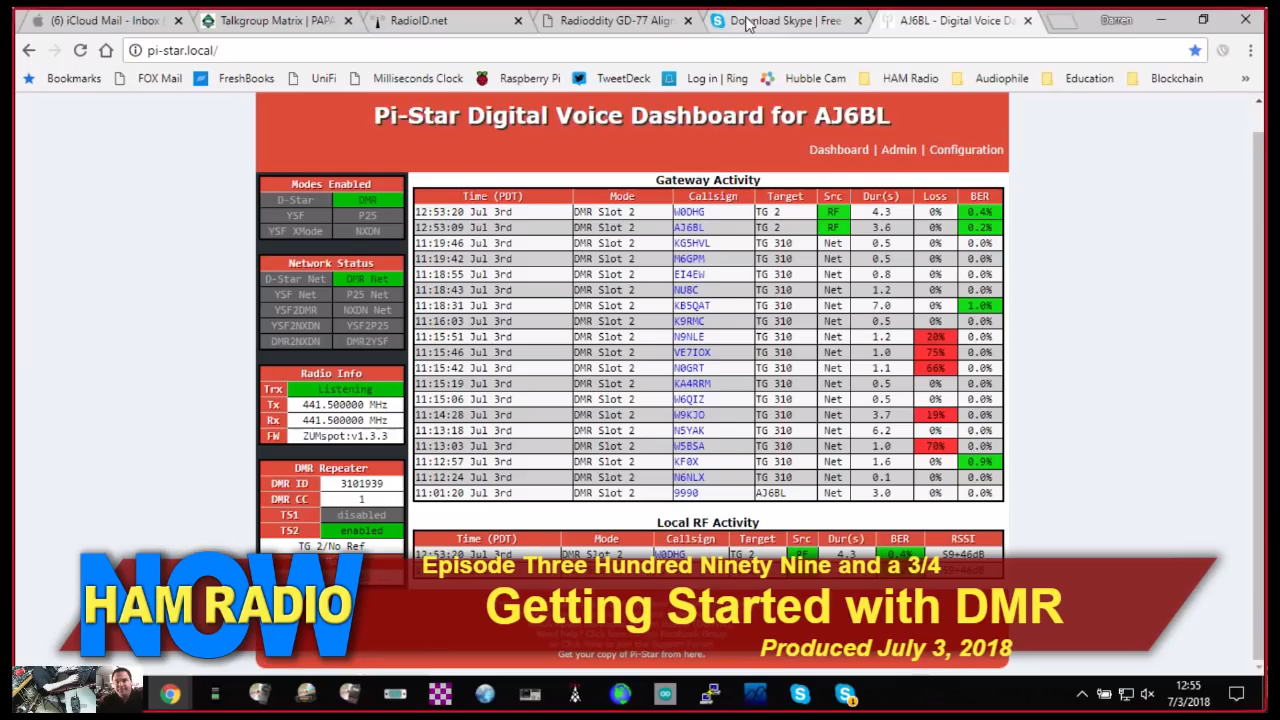 (6) iCloud Mail - Inbox (
Talkgroup Matrix | PAPA
RadioID.net
Radioddity GD-77 Align
Download Skype | Free
AJ6BL - Digital Voice Da
Darren
pi-star.local/
Bookmarks FOX Mail FreshBooks UniFi Milliseconds Clock Raspberry Pi TweetDeck Log in | Ring Hubble Cam HAM Radio Audiophile Education Blockchain
Pi-Star Digital Voice Dashboard for AJ6BL
Dashboard | Admin | Configuration
Modes Enabled
D-Star DMR
YSF P25
YSF XMode NXDN
Network Status
D-Star Net DMR Net
YSF Net P25 Net
YSF2DMR NXDN Net
YSF2NXDN YSF2P25
DMR2NXDN DMR2YSF
Radio Info
Trx Listening
Tx 441.500000 MHz
Rx 441.500000 MHz
FW ZUMspot:v1.3.3
DMR Repeater
DMR ID 3101939
DMR CC 1
TS1 disabled
TS2 enabled
TG 2/No Ref
Gateway Activity
Time (PDT) Mode Callsign Target Src Dur(s) Loss BER
12:53:20 Jul 3rd DMR Slot 2 W0DHG TG 2 RF 4.3 0% 0.4%
12:53:09 Jul 3rd DMR Slot 2 AJ6BL TG 2 RF 3.6 0% 0.2%
11:19:46 Jul 3rd DMR Slot 2 KG5HVL TG 310 Net 0.5 0% 0.0%
11:19:42 Jul 3rd DMR Slot 2 M6GPM TG 310 Net 0.5 0% 0.0%
11:18:55 Jul 3rd DMR Slot 2 EI4EW TG 310 Net 0.8 0% 0.0%
11:18:43 Jul 3rd DMR Slot 2 NU8C TG 310 Net 1.2 0% 0.0%
11:18:31 Jul 3rd DMR Slot 2 KB5QAT TG 310 Net 7.0 0% 1.0%
11:16:03 Jul 3rd DMR Slot 2 K9RMC TG 310 Net 0.5 0% 0.0%
11:15:51 Jul 3rd DMR Slot 2 N9NLE TG 310 Net 1.2 20% 0.0%
11:15:46 Jul 3rd DMR Slot 2 VE7IOX TG 310 Net 1.0 75% 0.0%
11:15:42 Jul 3rd DMR Slot 2 N0GRT TG 310 Net 1.1 66% 0.0%
11:15:19 Jul 3rd DMR Slot 2 KA4RRM TG 310 Net 0.5 0% 0.0%
11:15:06 Jul 3rd DMR Slot 2 W6QIZ TG 310 Net 0.5 0% 0.0%
11:14:28 Jul 3rd DMR Slot 2 W9KJO TG 310 Net 3.7 19% 0.0%
11:13:18 Jul 3rd DMR Slot 2 N5YAK TG 310 Net 6.2 0% 0.0%
11:13:03 Jul 3rd DMR Slot 2 W5BSA TG 310 Net 1.0 70% 0.0%
11:12:57 Jul 3rd DMR Slot 2 KF0X TG 310 Net 1.6 0% 0.9%
11:12:24 Jul 3rd DMR Slot 2 N6NLX TG 310 Net 0.1 0% 0.0%
11:01:20 Jul 3rd DMR Slot 2 9990 AJ6BL Net 3.0 0% 0.0%
Local RF Activity
Time (PDT) Mode Callsign Target Src Dur(s) BER RSSI
12:53:20 Jul 3rd DMR Slot 2 W0DHG TG 2 RF 4.3 0.4% S9+46dB
S9+46dB
Episode Three Hundred Ninety Nine and a 3/4
NOW
HAM RADIO
Getting Started with DMR
Produced July 3, 2018
Get your copy of Pi-Star from here.
12:55
7/3/2018